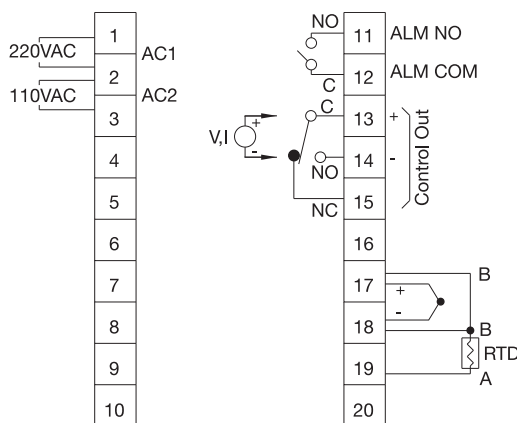 1
220VAC
AC1
2
110VAC
AC2
3
4
5
6
7
8
9
10
NO 11 ALM NO
12 ALM COM
C
C 13 +
V,I + -
14 -
NO
Control Out
NC 15
16
17 B
+
-
18 B
RTD
19 A
20